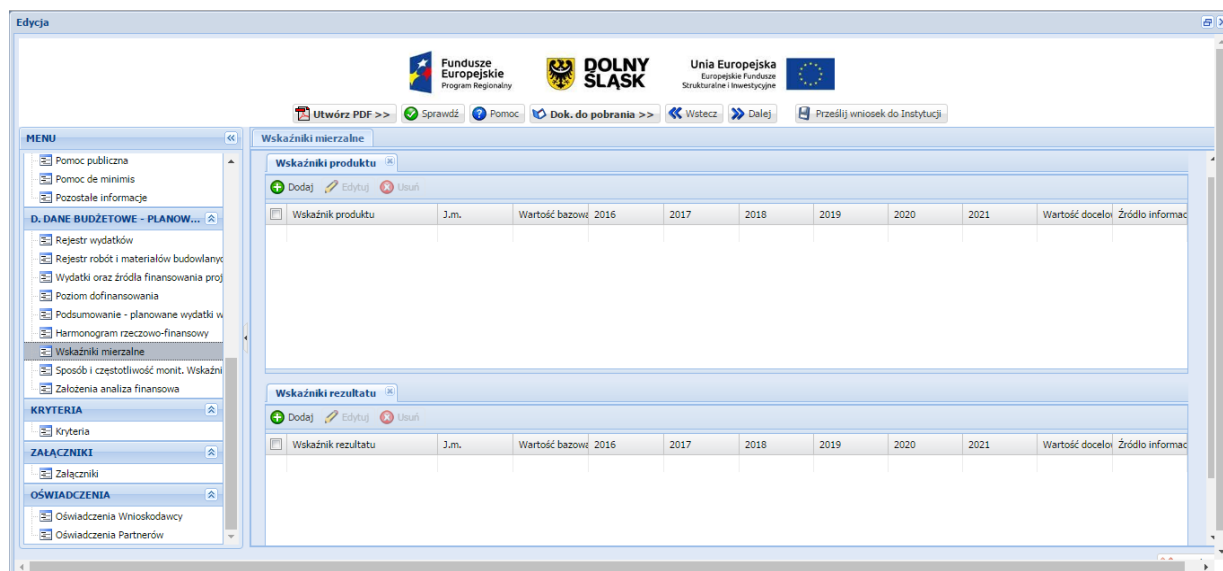 Edycja
Fundusze
Europejskie
Program Regionalny
DOLNY
ŚLĄSK
Unia Europejska
Europejskie Fundusze
Strukturalne i Inwestycyjne
Utwórz PDF >> Sprawdź Pomoc Dok. do pobrania >> Wstecz Dalej Prześlij wniosek do Instytucji
MENU
Pomoc publiczna
Pomoc de minimis
Pozostałe informacje
D. DANE BUDŻETOWE - PLANOW...
Rejestr wydatków
Rejestr robót i materiałów budowlanyc
Wydatki oraz źródła finansowania proj
Poziom dofinansowania
Podsumowanie - planowane wydatki w
Harmonogram rzeczowo-finansowy
Wskaźniki mierzalne
Sposób i częstotliwość monit. Wskaźni
Założenia analiza finansowa
KRYTERIA
Kryteria
ZAŁĄCZNIKI
Załączniki
OŚWIADCZENIA
Oświadczenia Wnioskodawcy
Oświadczenia Partnerów
Wskaźniki mierzalne
Wskaźniki produktu
Dodaj Edytuj Usuń
Wskaźnik produktu J.m. Wartość bazowa 2016 2017 2018 2019 2020 2021 Wartość docelow Źródło informac
Wskaźniki rezultatu
Dodaj Edytuj Usuń
Wskaźnik rezultatu J.m. Wartość bazowa 2016 2017 2018 2019 2020 2021 Wartość docelow Źródło informac